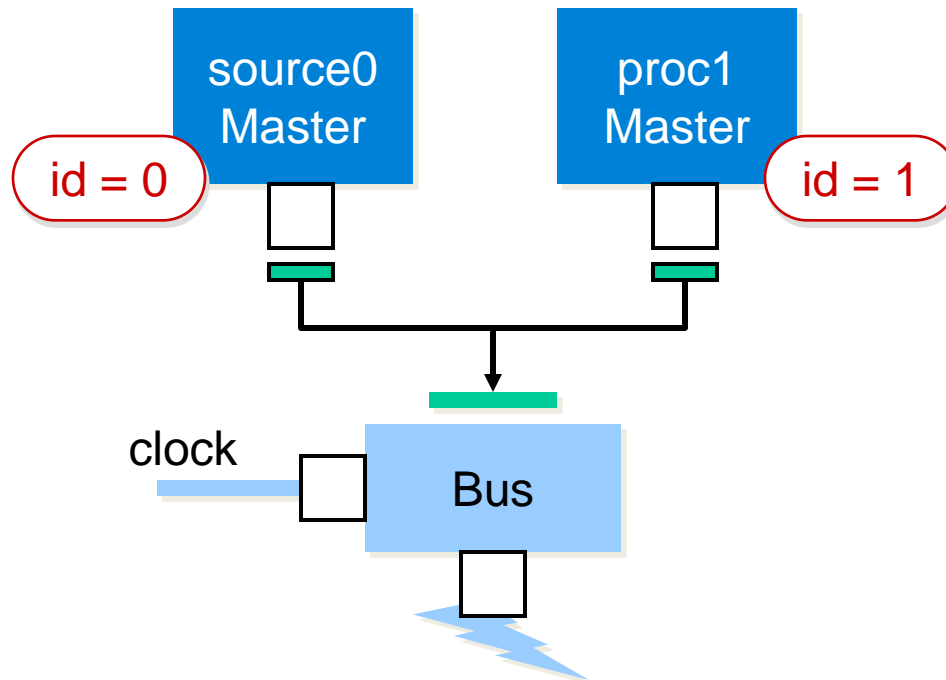 source0
Master
proc1
Master
id = 0
id = 1
clock
Bus